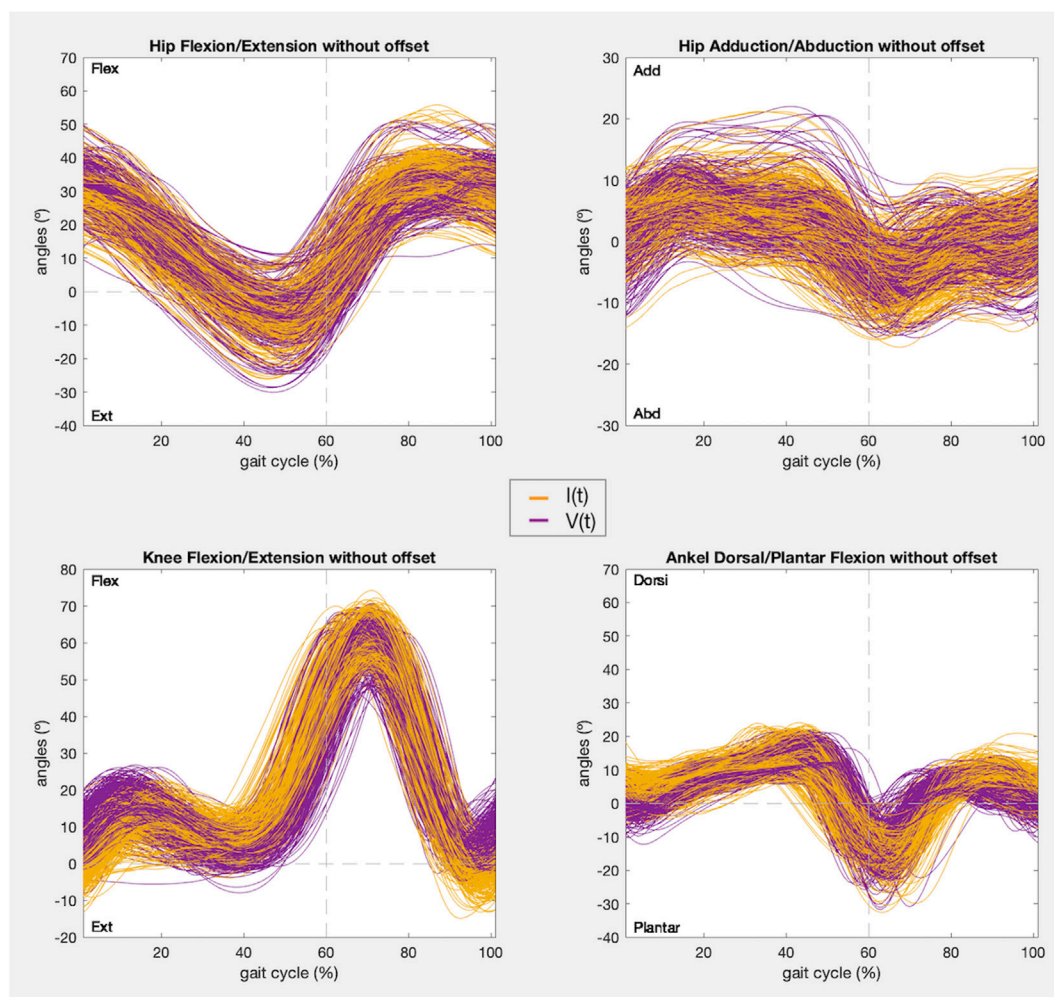 Hip Flexion/Extension without offset
70
Flex
60
50
40
30
20
10
0
-10
-20
-30
Ext
-40
20
40
60
80
100
angles (º)
gait cycle (%)
Hip Adduction/Abduction without offset
30
Add
20
10
0
-10
-20
Abd
-30
20
40
60
80
100
angles (º)
gait cycle (%)
I(t)
V(t)
Knee Flexion/Extension without offset
80
Flex
70
60
50
40
30
20
10
0
-10
Ext
-20
20
40
60
80
100
angles (º)
gait cycle (%)
Ankel Dorsal/Plantar Flexion without offset
70
Dorsi
60
50
40
30
20
10
0
-10
-20
-30
Plantar
-40
20
40
60
80
100
angles (º)
gait cycle (%)